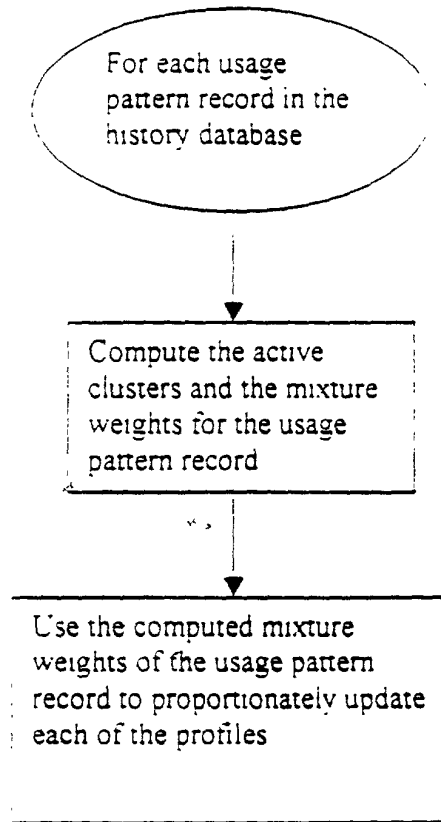 For each usage
pattern record in the
history database
Compute the active
clusters and the mixture
weights for the usage
pattern record
Use the computed mixture
weights of the usage pattern
record to proportionately update
each of the profiles